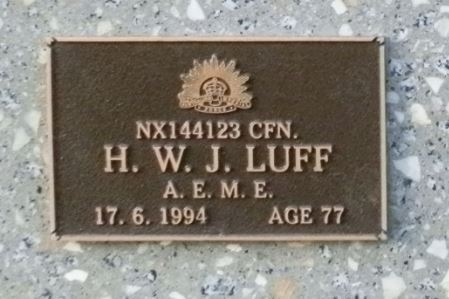 NX144123 CFN.
H. W. J. LUFF
A. E. M. E.
17. 6. 1994 AGE 77